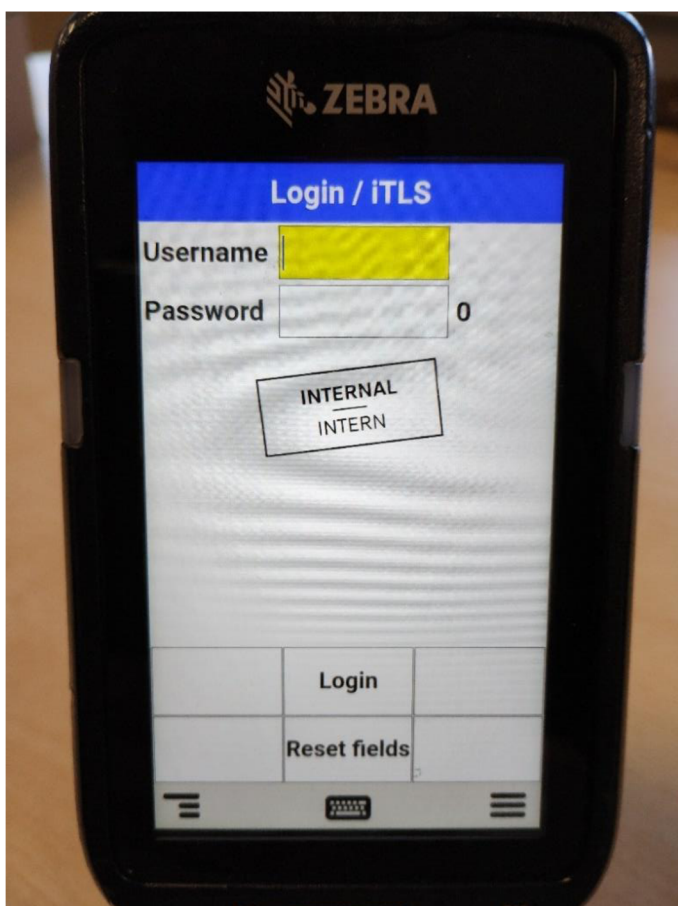 ZEBRA
Login / iTLS
Username
Password 0
INTERNAL
INTERN
Login
Reset fields